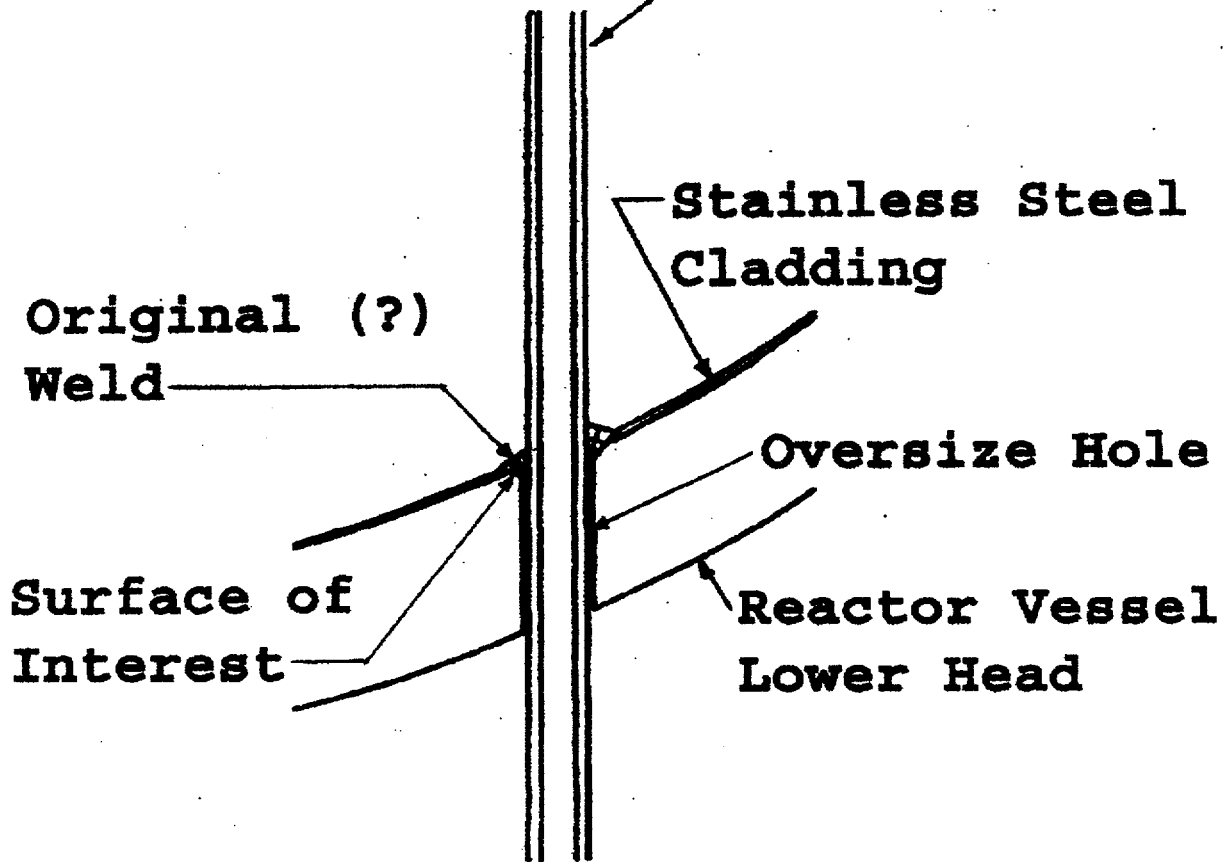 Stainless Steel
Cladding
Original (?)
Weld
Oversize Hole
Surface of
Interest
Reactor Vessel
Lower Head